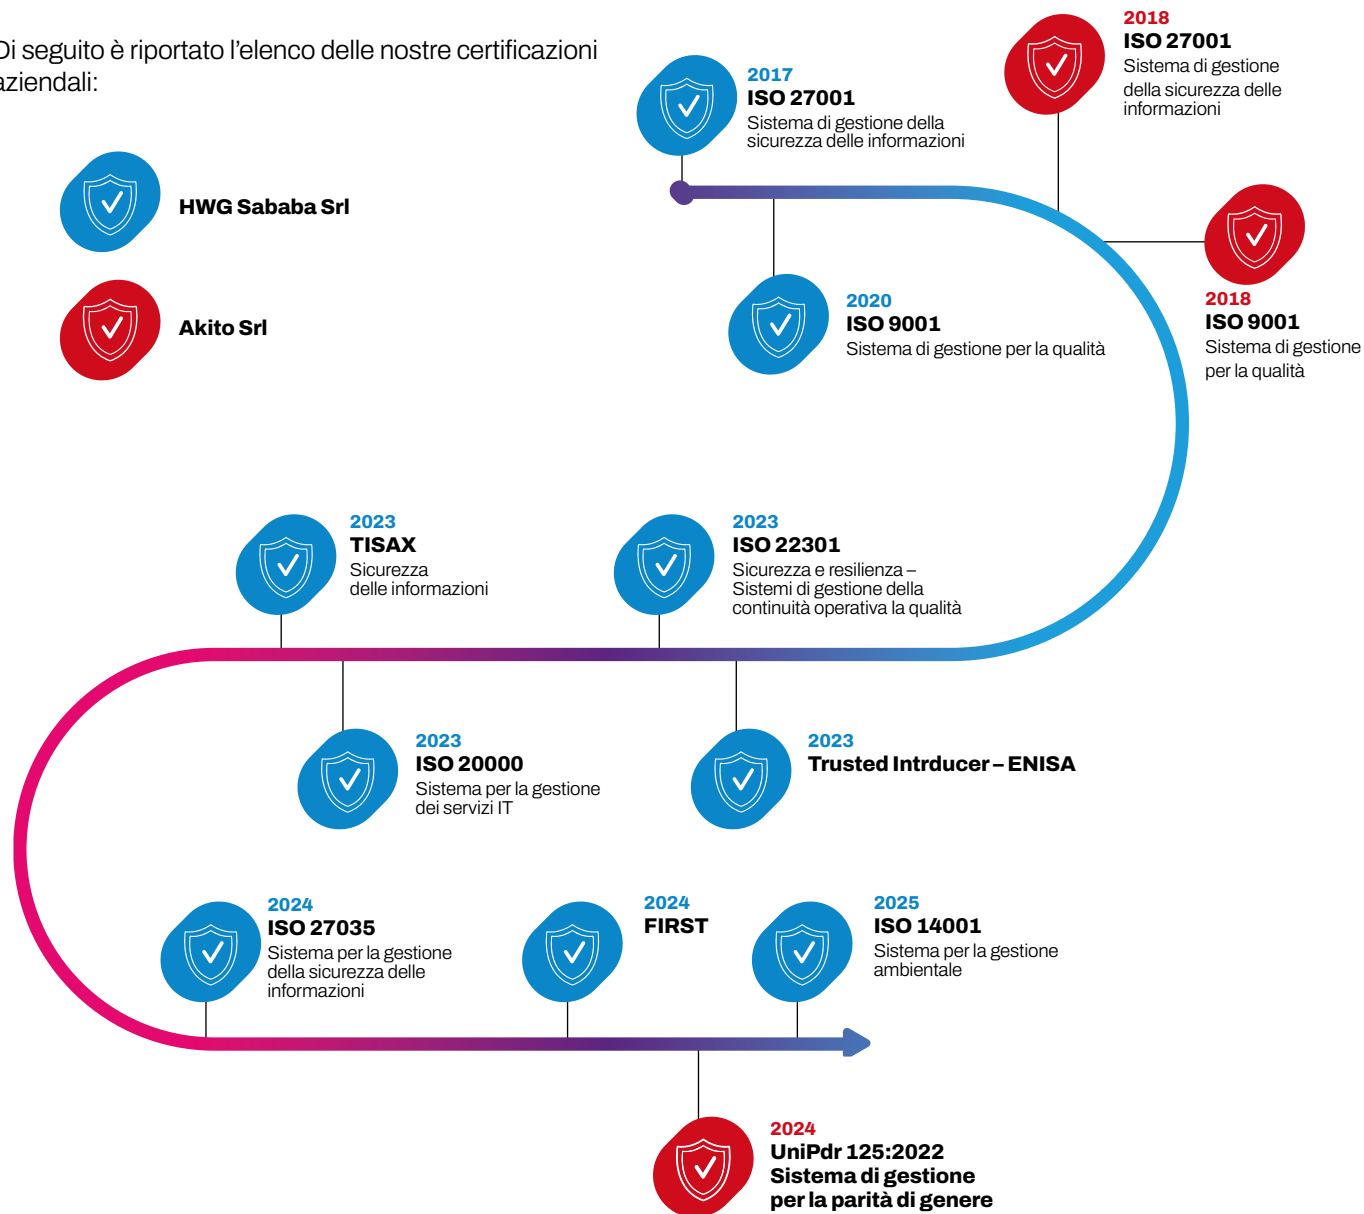 Di seguito è riportato l'elenco delle nostre certificazioni
aziendali:
HWG Sababa Srl
Akito Srl
2017
ISO 27001
Sistema di gestione della
sicurezza delle informazioni
2018
ISO 27001
Sistema di gestione
della sicurezza delle
informazioni
2020
ISO 9001
Sistema di gestione per la qualità
2018
ISO 9001
Sistema di gestione
per la qualità
2023
TISAX
Sicurezza
delle informazioni
2023
ISO 22301
Sicurezza e resilienza –
Sistemi di gestione della
continuità operativa la qualità
2023
ISO 20000
Sistema per la gestione
dei servizi IT
2023
Trusted Intrducer – ENISA
2024
ISO 27035
Sistema per la gestione
della sicurezza delle
informazioni
2024
FIRST
2025
ISO 14001
Sistema per la gestione
ambientale
2024
UniPdr 125:2022
Sistema di gestione
per la parità di genere